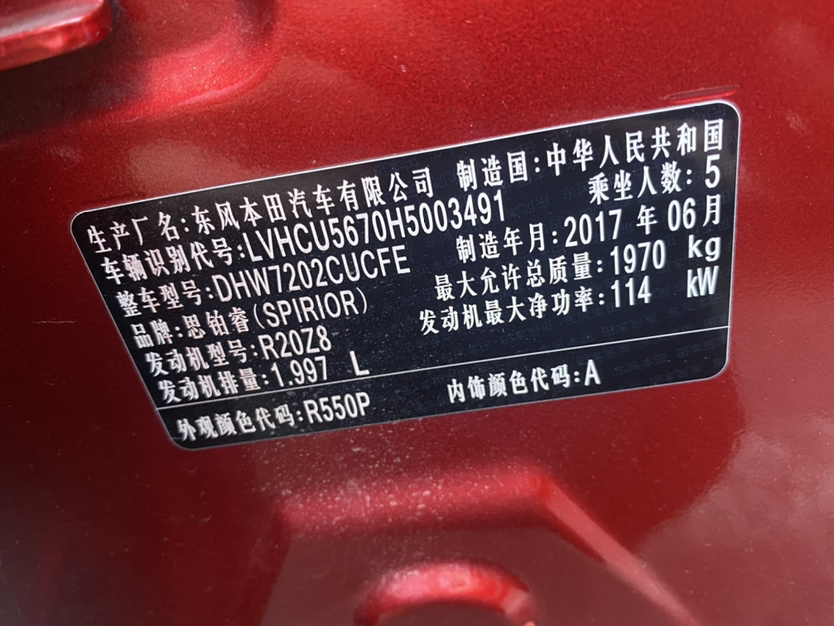 生产厂名:东风本田汽车有限公司 制造国:中华人民共和国
车辆识别代号:LVHCU5670H5003491 乘坐人数:5
整车型号:DHW7202CUCFE 制造年月:2017 年 06 月
品牌:思铂睿(SPIRIOR) 最大允许总质量:1970 kg
发动机型号:R20Z8 发动机最大净功率:114 kW
发动机排量:1.997 L
外观颜色代码:R550P 内饰颜色代码:A